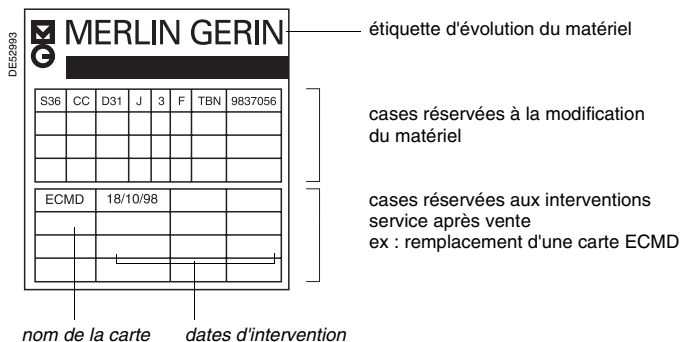 DE52993
MERLIN GERIN
étiquette d'évolution du matériel
S36 CC D31 J 3 F TBN 9837056
cases réservées à la modification
du matériel
ECMD 18/10/98
cases réservées aux interventions
service après vente
ex : remplacement d'une carte ECMD
nom de la carte dates d'intervention